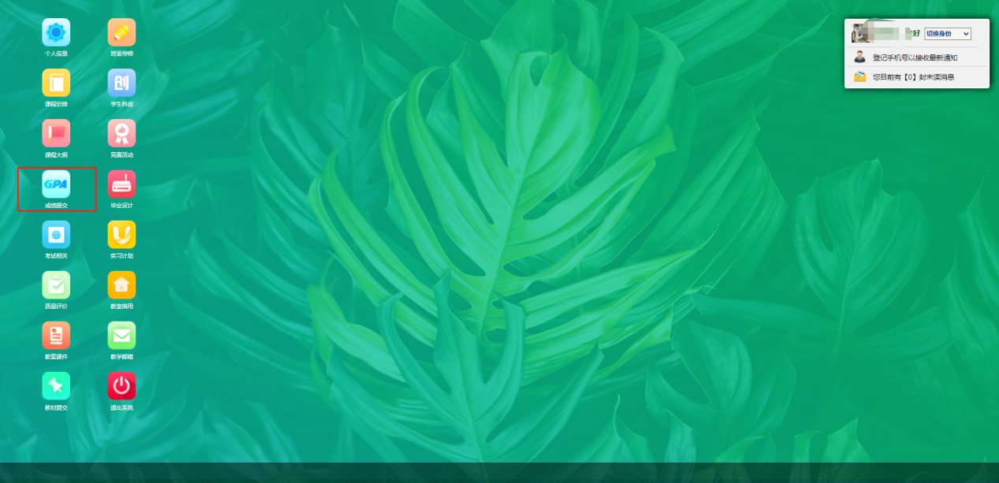 个人信息
班级导师
课程安排
学生科创
课程大纲
竞赛活动
GPA
成绩提交
毕业设计
考试相关
实习计划
质量评价
教室借用
教案课件
教学邮箱
教材提交
退出系统
好
切换身份
登记手机号以接收最新通知
您目前有【0】封未读消息
创